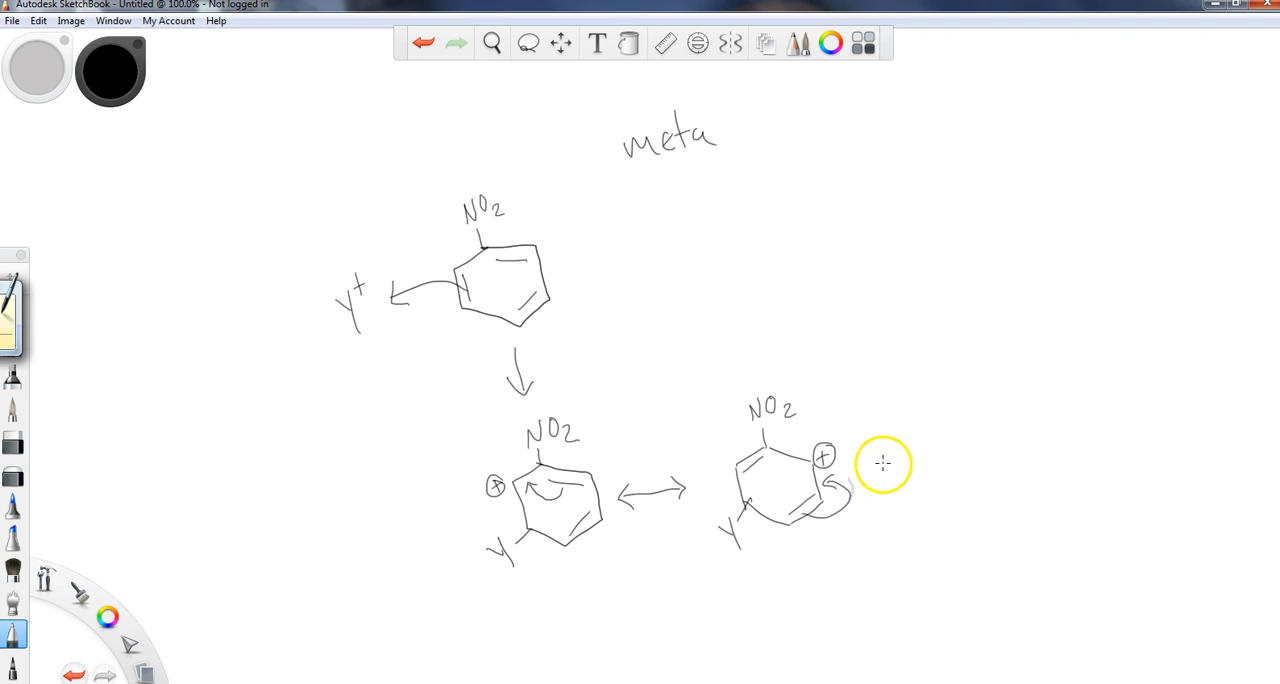 Autodesk SketchBook - Untitled @ 100.0% - Not logged in
File Edit Image Window My Account Help
T
meta
NO2
Y+
NO2
+
Y
NO2
+
Y